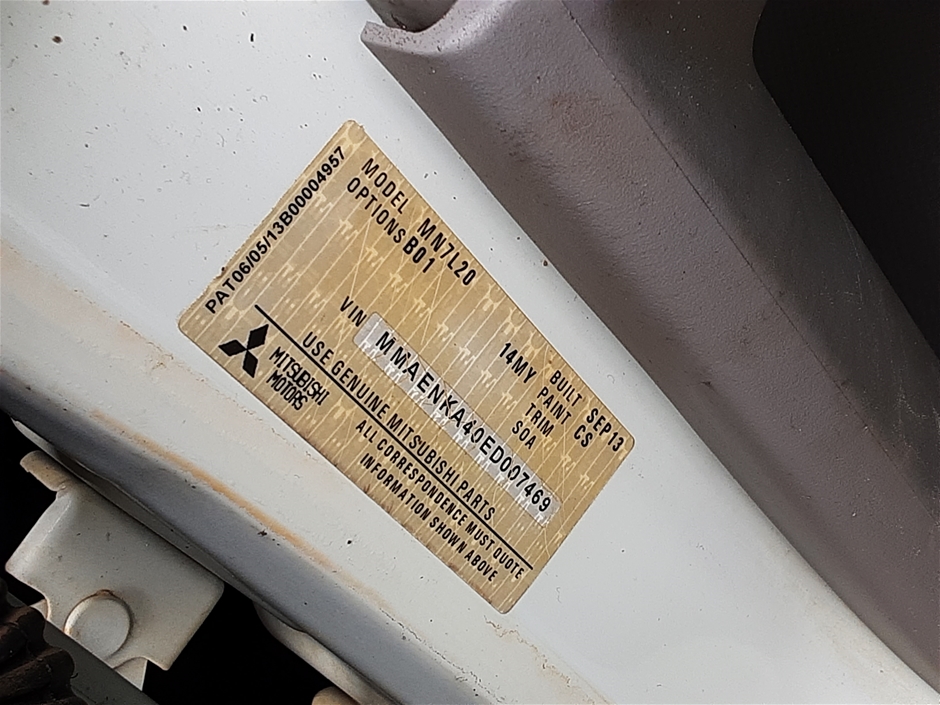 PAT06/05/13B00004957
MODEL MN7L20
OPTIONS B01
BUILT SEP13
14MY PAINT CS
TRIM
SOA
VIN MMAENKA40ED007469
MITSUBISHI
MOTORS
USE GENUINE MITSUBISHI PARTS
ALL CORRESPONDENCE MUST QUOTE
INFORMATION SHOWN ABOVE